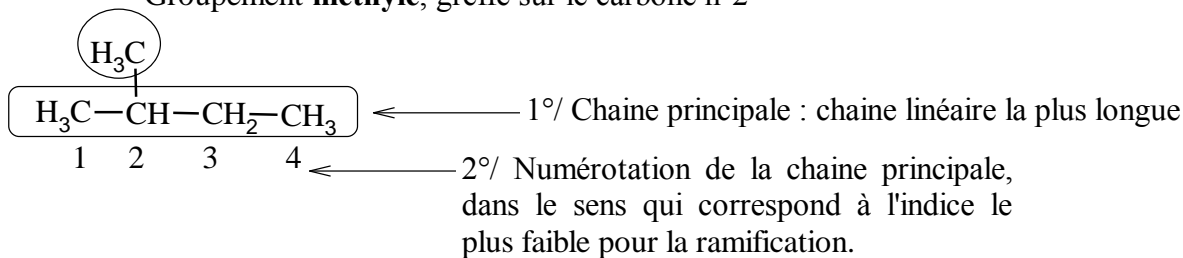 Groupement méthyle, greffé sur le carbone n°2
H3C
H3C—CH—CH2—CH3
1°/ Chaine principale : chaine linéaire la plus longue
1 2 3 4
2°/ Numérotation de la chaine principale,
dans le sens qui correspond à l'indice le
plus faible pour la ramification.